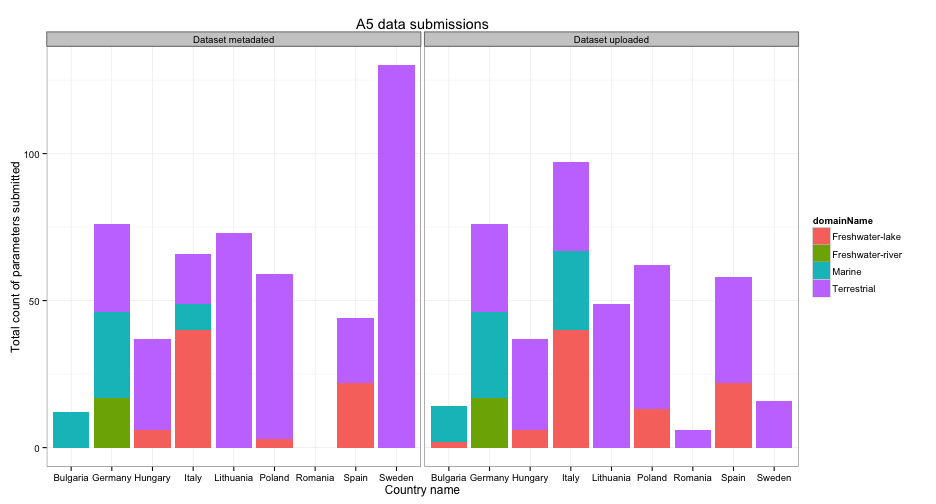 A5 data submissions
Dataset metadated
Dataset uploaded
Total count of parameters submitted
100
50
0
Bulgaria Germany Hungary Italy Lithuania Poland Romania Spain Sweden
Bulgaria Germany Hungary Italy Lithuania Poland Romania Spain Sweden
Country name
domainName
Freshwater-lake
Freshwater-river
Marine
Terrestrial